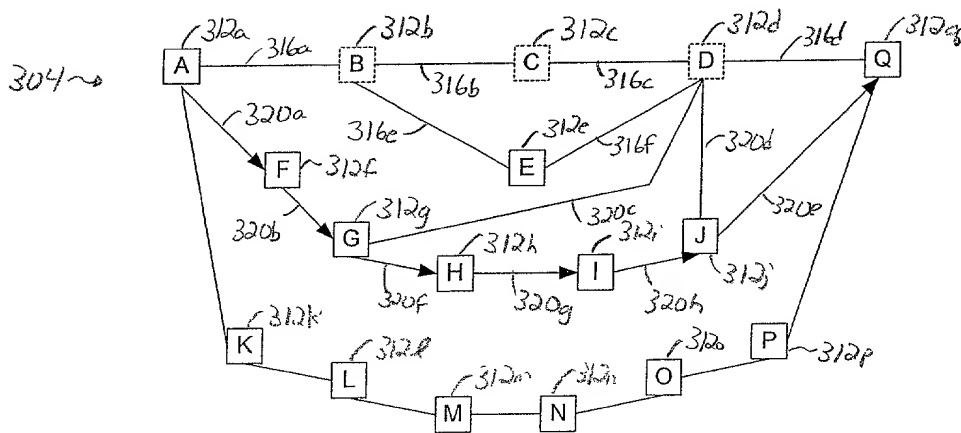 312a 312b 312c 312d 312q
304 A 316a B 316b C 316c D 316d Q
320a 316e 312e E 316f 320d
F 312f
320b 312g G 320c 320e
312h H 312i I J 312j
320f 320g 320h
312k K
L 312l
312m M 312n N 312o O P 312p